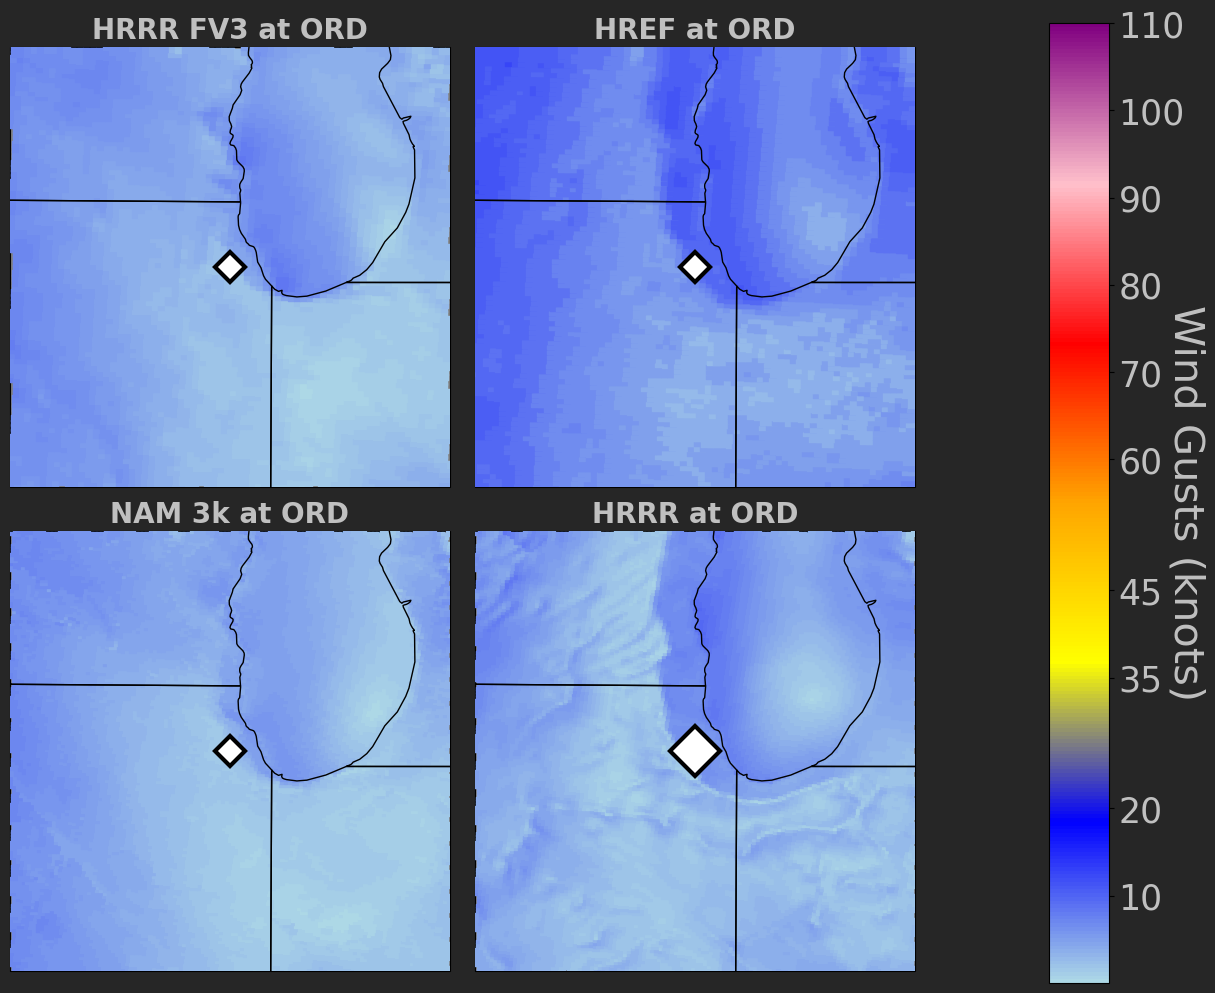 HRRR FV3 at ORD
HREF at ORD
NAM 3k at ORD
HRRR at ORD
110
100
90
80
70
60
45
35
20
10
Wind Gusts (knots)